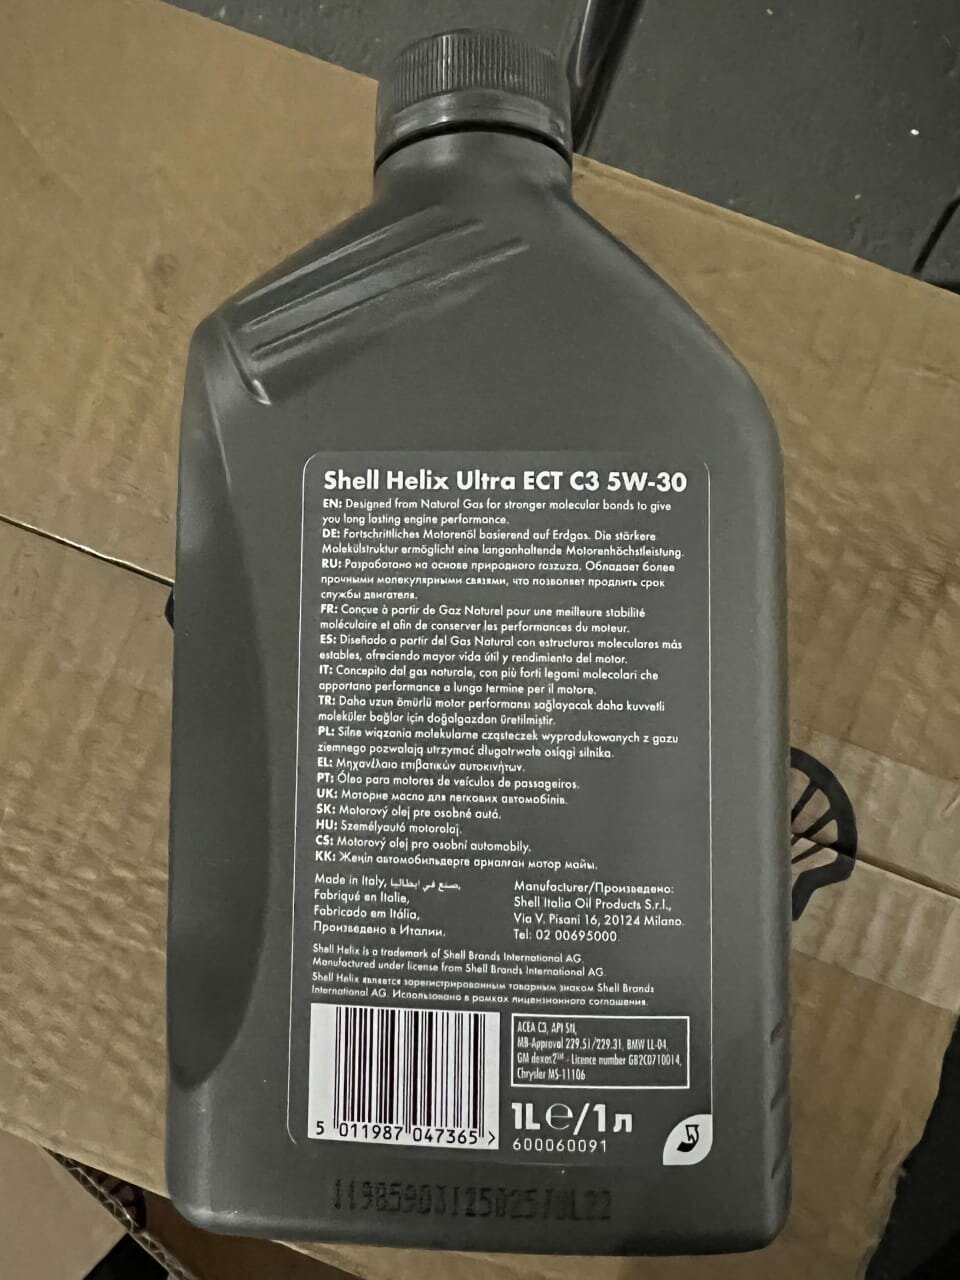 Shell Helix Ultra ECT C3 5W-30
EN: Designed from Natural Gas for stronger molecular bonds to give
you long lasting engine performance.
DE: Fortschrittliches Motorenöl basierend auf Erdgas. Die stärkere
Molekülstruktur ermöglicht eine langanhaltende Motorenhöchstleistung.
RU: Разработано на основе природного газzuza. Обладает более
прочными молекулярными связями, что позволяет продлить срок
службы двигателя.
FR: Conçue à partir de Gaz Naturel pour une meilleure stabilité
moléculaire et afin de conserver les performances du moteur.
ES: Diseñado a partir del Gas Natural con estructuras moleculares más
estables, ofreciendo mayor vida útil y rendimiento del motor.
IT: Concepito dal gas naturale, con più forti legami molecolari che
apportano performance a lungo termine per il motore.
TR: Daha uzun ömürlü motor performansı sağlayacak daha kuvvetli
moleküler bağlar için doğalgazdan üretilmiştir.
PL: Silne wiązania molekularne cząsteczek wyprodukowanych z gazu
ziemnego pozwalają utrzymać długotrwałe osiągi silnika.
EL: Μηχανέλαιο επιβατικών αυτοκινήτων.
PT: Óleo para motores de veículos de passageiros.
UK: Моторне масло для легкових автомобілів.
SK: Motorový olej pre osobné autá.
HU: Személyautó motorolaj.
CS: Motorový olej pro osobní automobily.
KK: Жеңіл автомобильдерге арналған мотор майы.
Made in Italy, صنع في ايطاليا,
Fabriqué en Italie,
Fabricado em Itália,
Произведено в Италии.
Manufacturer/Произведено:
Shell Italia Oil Products S.r.l.,
Via V. Pisani 16, 20124 Milano.
Tel: 02 00695000
Shell Helix is a trademark of Shell Brands International AG.
Manufactured under license from Shell Brands International AG.
Shell Helix является зарегистрированным товарным знаком Shell Brands
International AG. Использовано в рамках лицензионного соглашения.
ACEA C3, API SN,
MB-Approval 229.51/229.31, BMW LL-04,
GM dexos2™ - Licence number GB2C0710014,
Chrysler MS-11106
5 011987 047365 >
1L℮/1л
600060091